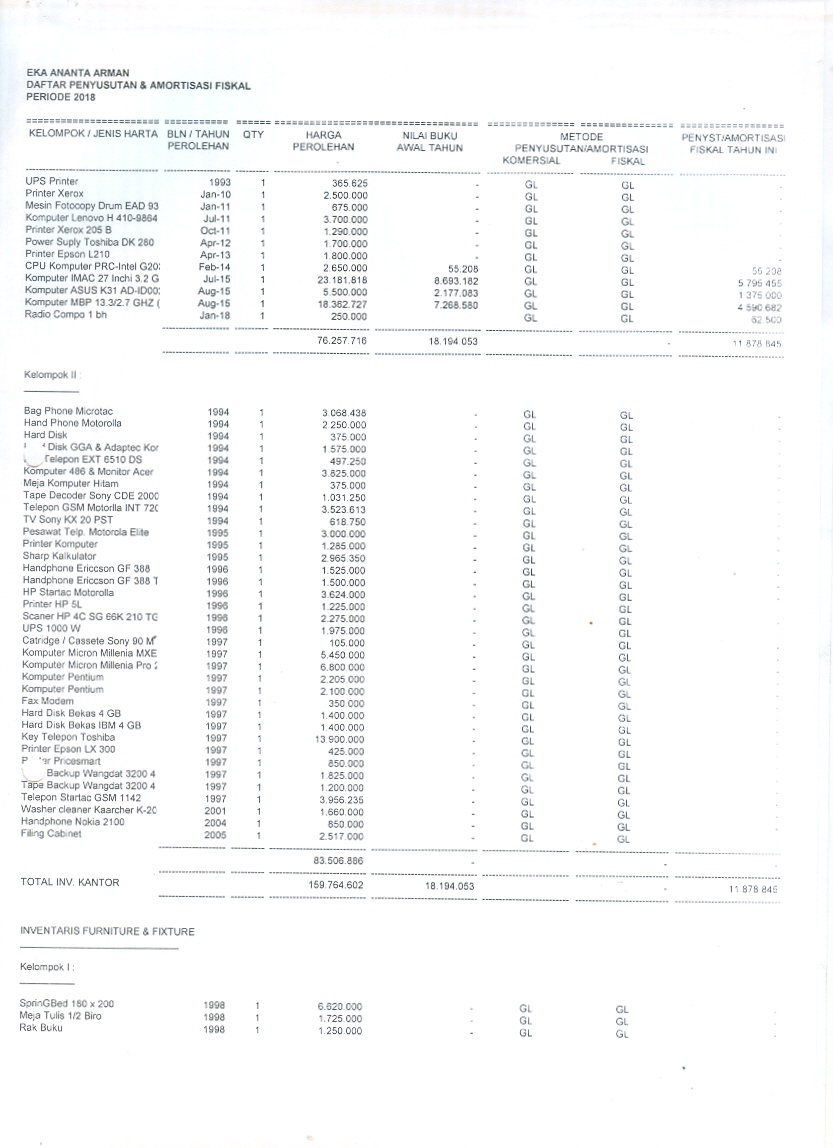 EKA ANANTA ARMAN
DAFTAR PENYUSUTAN & AMORTISASI FISKAL
PERIODE 2018
KELOMPOK / JENIS HARTA BLN / TAHUN QTY HARGA NILAI BUKU METODE PENYST/AMORTISASI
PEROLEHAN PEROLEHAN AWAL TAHUN PENYUSUTAN/AMORTISASI FISKAL TAHUN INI
KOMERSIAL FISKAL
UPS Printer 1993 1 365.625 - GL GL -
Printer Xerox Jan-10 1 2.500.000 - GL GL -
Mesin Fotocopy Drum EAD 93 Jan-11 1 675.000 - GL GL -
Komputer Lenovo H 410-9864 Jul-11 1 3.700.000 - GL GL -
Printer Xerox 205 B Oct-11 1 1.290.000 - GL GL -
Power Suply Toshiba DK 280 Apr-12 1 1.700.000 - GL GL -
Printer Epson L210 Apr-13 1 1.800.000 - GL GL -
CPU Komputer PRC-Intel G20 Feb-14 1 2.650.000 55.208 GL GL 55.208
Komputer IMAC 27 Inchi 3.2 G Jul-15 1 23.181.818 8.693.182 GL GL 5 795 455
Komputer ASUS K31 AD-ID00 Aug-15 1 5.500.000 2.177.083 GL GL 1 375 000
Komputer MBP 13.3/2.7 GHZ ( Aug-15 1 18.362.727 7.268.580 GL GL 4 590 682
Radio Compo 1 bh Jan-18 1 250.000 GL GL 62 500
76.257.716 18.194.053 - 11 878 845
Kelompok II :
Bag Phone Microtac 1994 1 3.068.438 - GL GL -
Hand Phone Motorolla 1994 1 2.250.000 - GL GL -
Hard Disk 1994 1 375.000 - GL GL -
Disk GGA & Adaptec Kor 1994 1 1.575.000 - GL GL -
Telepon EXT 6510 DS 1994 1 497.250 - GL GL -
Komputer 486 & Monitor Acer 1994 1 3.825.000 - GL GL -
Meja Komputer Hitam 1994 1 375.000 - GL GL -
Tape Decoder Sony CDE 2000 1994 1 1.031.250 - GL GL -
Telepon GSM Motorlla INT 720 1994 1 3.523.613 - GL GL -
TV Sony KX 20 PST 1994 1 618.750 - GL GL -
Pesawat Telp. Motorola Elite 1995 1 3.000.000 - GL GL -
Printer Komputer 1995 1 1.285.000 - GL GL -
Sharp Kalkulator 1995 1 2.965.350 - GL GL -
Handphone Ericcson GF 388 1996 1 1.525.000 - GL GL -
Handphone Ericcson GF 388 T 1996 1 1.500.000 - GL GL -
HP Startac Motorolla 1996 1 3.624.000 - GL GL -
Printer HP 5L 1996 1 1.225.000 - GL GL -
Scaner HP 4C SG 66K 210 TG 1996 1 2.275.000 - GL GL -
UPS 1000 W 1996 1 1.975.000 - GL GL -
Catridge / Cassete Sony 90 M 1997 1 105.000 - GL GL -
Komputer Micron Millenia MXE 1997 1 5.450.000 - GL GL -
Komputer Micron Millenia Pro 1997 1 6.800.000 - GL GL -
Komputer Pentium 1997 1 2.205.000 - GL GL -
Komputer Pentium 1997 1 2.100.000 - GL GL -
Fax Modem 1997 1 350.000 - GL GL -
Hard Disk Bekas 4 GB 1997 1 1.400.000 - GL GL -
Hard Disk Bekas IBM 4 GB 1997 1 1.400.000 - GL GL -
Key Telepon Toshiba 1997 1 13.900.000 - GL GL -
Printer Epson LX 300 1997 1 425.000 - GL GL -
Pricesmart 1997 1 850.000 - GL GL -
Backup Wangdat 3200 4 1997 1 1.825.000 - GL GL -
Tape Backup Wangdat 3200 4 1997 1 1.200.000 - GL GL -
Telepon Startac GSM 1142 1997 1 3.956.235 - GL GL -
Washer cleaner Kaarcher K-20 2001 1 1.660.000 - GL GL -
Handphone Nokia 2100 2004 1 850.000 - GL GL -
Filing Cabinet 2005 1 2.517.000 - GL GL -
83.506.886 - - -
TOTAL INV. KANTOR 159.764.602 18.194.053 - 11 878 845
INVENTARIS FURNITURE & FIXTURE
Kelompok I :
SprinGBed 180 x 200 1998 1 6.620.000 - GL GL -
Meja Tulis 1/2 Biro 1998 1 1.725.000 - GL GL -
Rak Buku 1998 1 1.250.000 - GL GL -